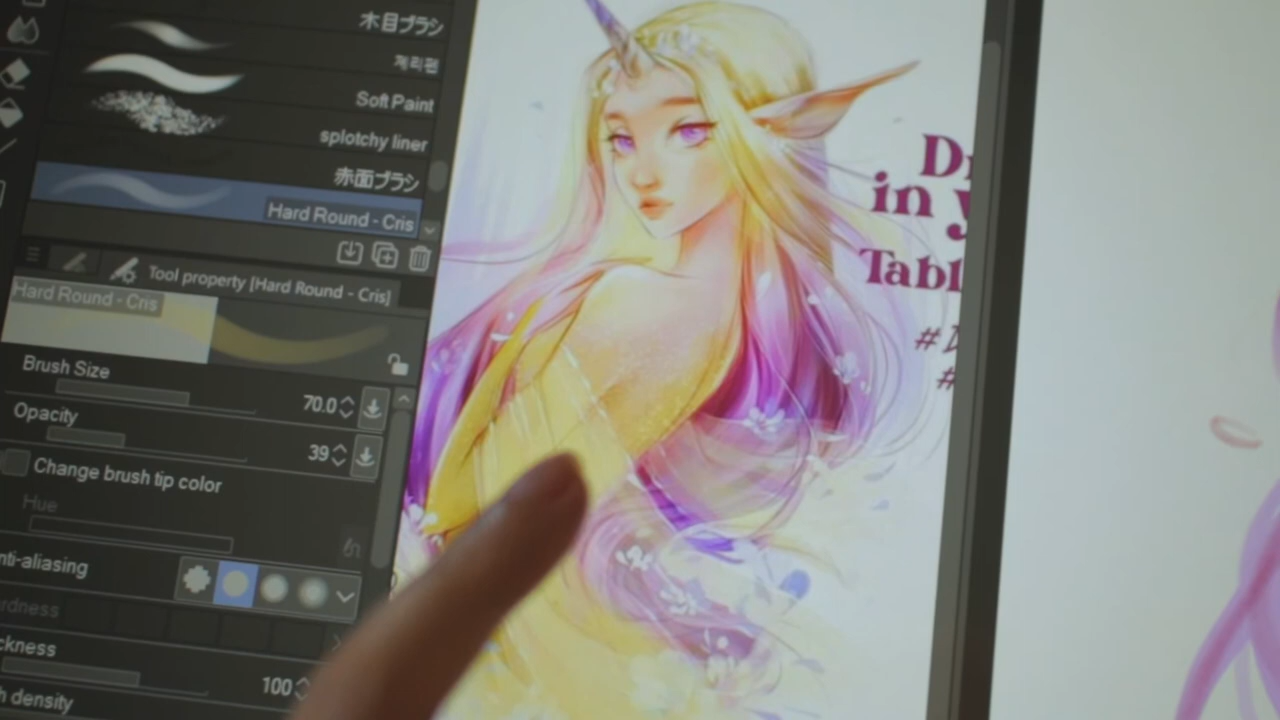 木目ブラシ
계리펜
Soft Paint
splotchy liner
赤面ブラシ
Hard Round - Cris
Tool property [Hard Round - Cris]
Hard Round - Cris
Brush Size
70.0
Opacity
39
Change brush tip color
Hue
nti-aliasing
ardness
ckness
100
h density
Dr
in y
Tabl
#D
#